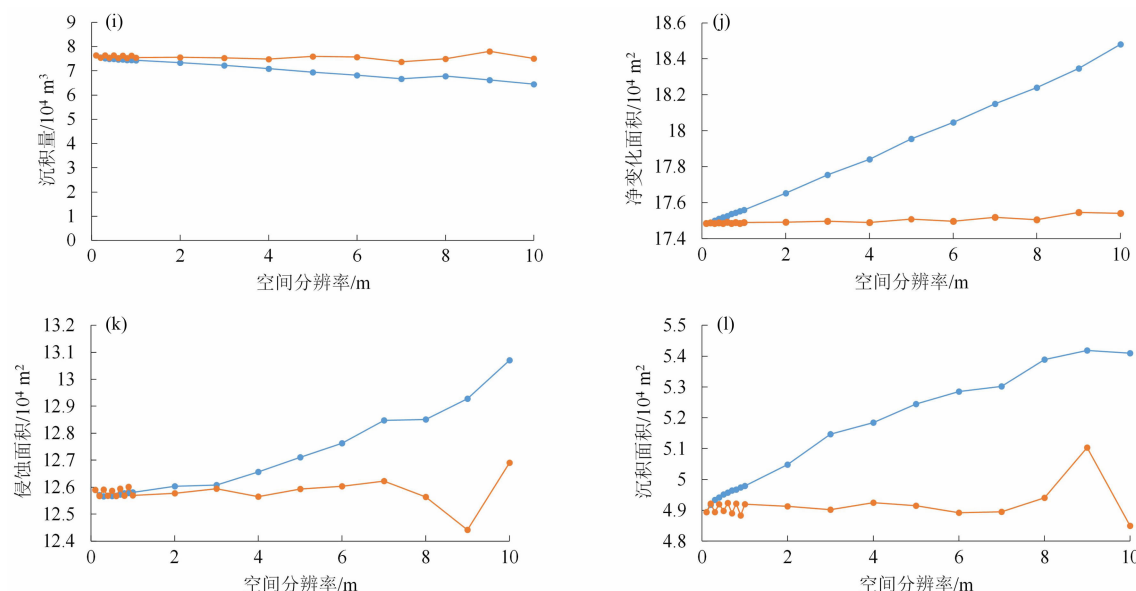 (i)
沉积量/10⁴ m³
9
8
7
6
5
4
3
2
1
0
0 2 4 6 8 10
空间分辨率/m
(j)
净变化面积/10⁴ m²
18.6
18.4
18.2
18
17.8
17.6
17.4
0 2 4 6 8 10
空间分辨率/m
(k)
侵蚀面积/10⁴ m²
13.2
13.1
13
12.9
12.8
12.7
12.6
12.5
12.4
0 2 4 6 8 10
空间分辨率/m
(l)
沉积面积/10⁴ m²
5.5
5.4
5.3
5.2
5.1
5
4.9
4.8
0 2 4 6 8 10
空间分辨率/m